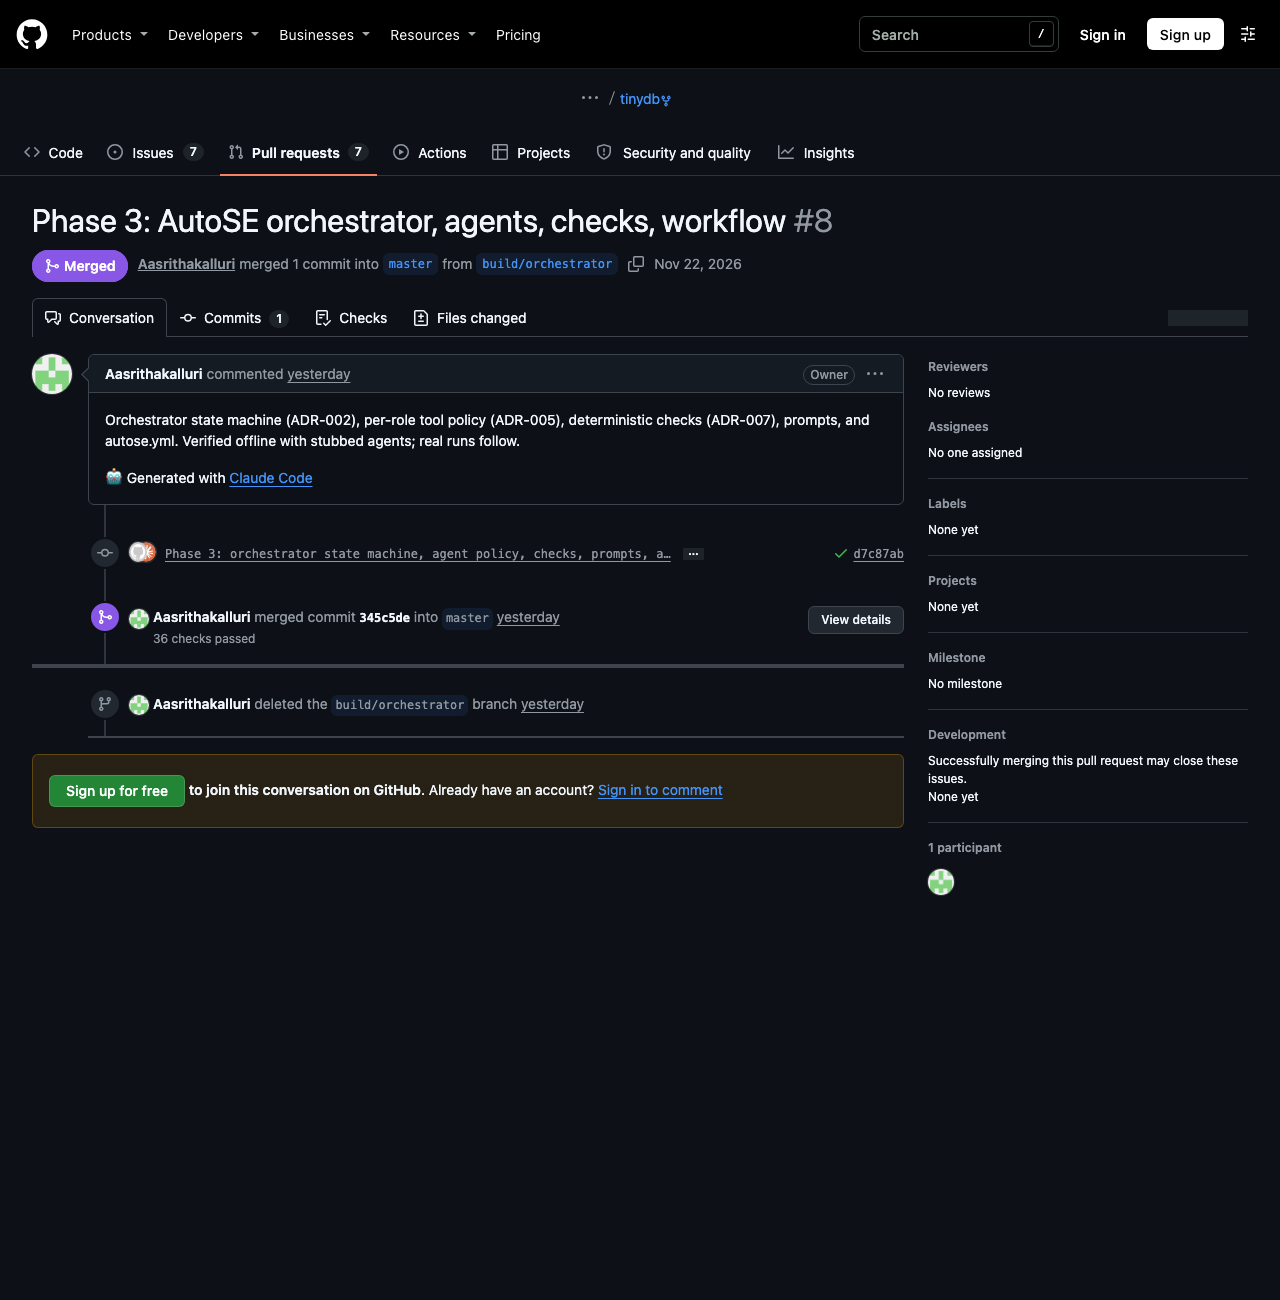 Products Developers Businesses Resources Pricing Search / Sign in Sign up
··· / tinydb
Code Issues 7 Pull requests 7 Actions Projects Security and quality Insights
Phase 3: AutoSE orchestrator, agents, checks, workflow #8
Merged Aasrithakalluri merged 1 commit into master from build/orchestrator Nov 22, 2026
Conversation Commits 1 Checks Files changed
Aasrithakalluri commented yesterday Owner ···
Orchestrator state machine (ADR-002), per-role tool policy (ADR-005), deterministic checks (ADR-007), prompts, and
autose.yml. Verified offline with stubbed agents; real runs follow.
🤖 Generated with Claude Code
Phase 3: orchestrator state machine, agent policy, checks, prompts, a… … d7c87ab
Aasrithakalluri merged commit 345c5de into master yesterday View details
36 checks passed
Aasrithakalluri deleted the build/orchestrator branch yesterday
Sign up for free to join this conversation on GitHub. Already have an account? Sign in to comment
Reviewers
No reviews
Assignees
No one assigned
Labels
None yet
Projects
None yet
Milestone
No milestone
Development
Successfully merging this pull request may close these
issues.
None yet
1 participant